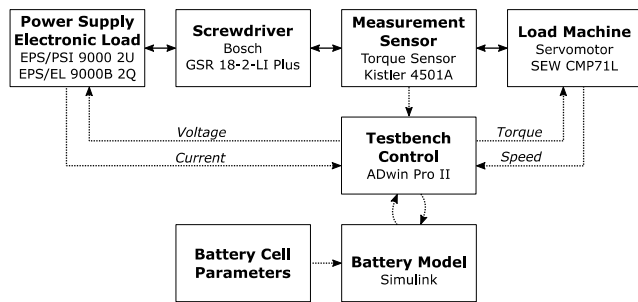 Power Supply
Electronic Load
EPS/PSI 9000 2U
EPS/EL 9000B 2Q
Screwdriver
Bosch
GSR 18-2-LI Plus
Measurement
Sensor
Torque Sensor
Kistler 4501A
Load Machine
Servomotor
SEW CMP71L
Voltage
Current
Testbench
Control
ADwin Pro II
Torque
Speed
Battery Cell
Parameters
Battery Model
Simulink